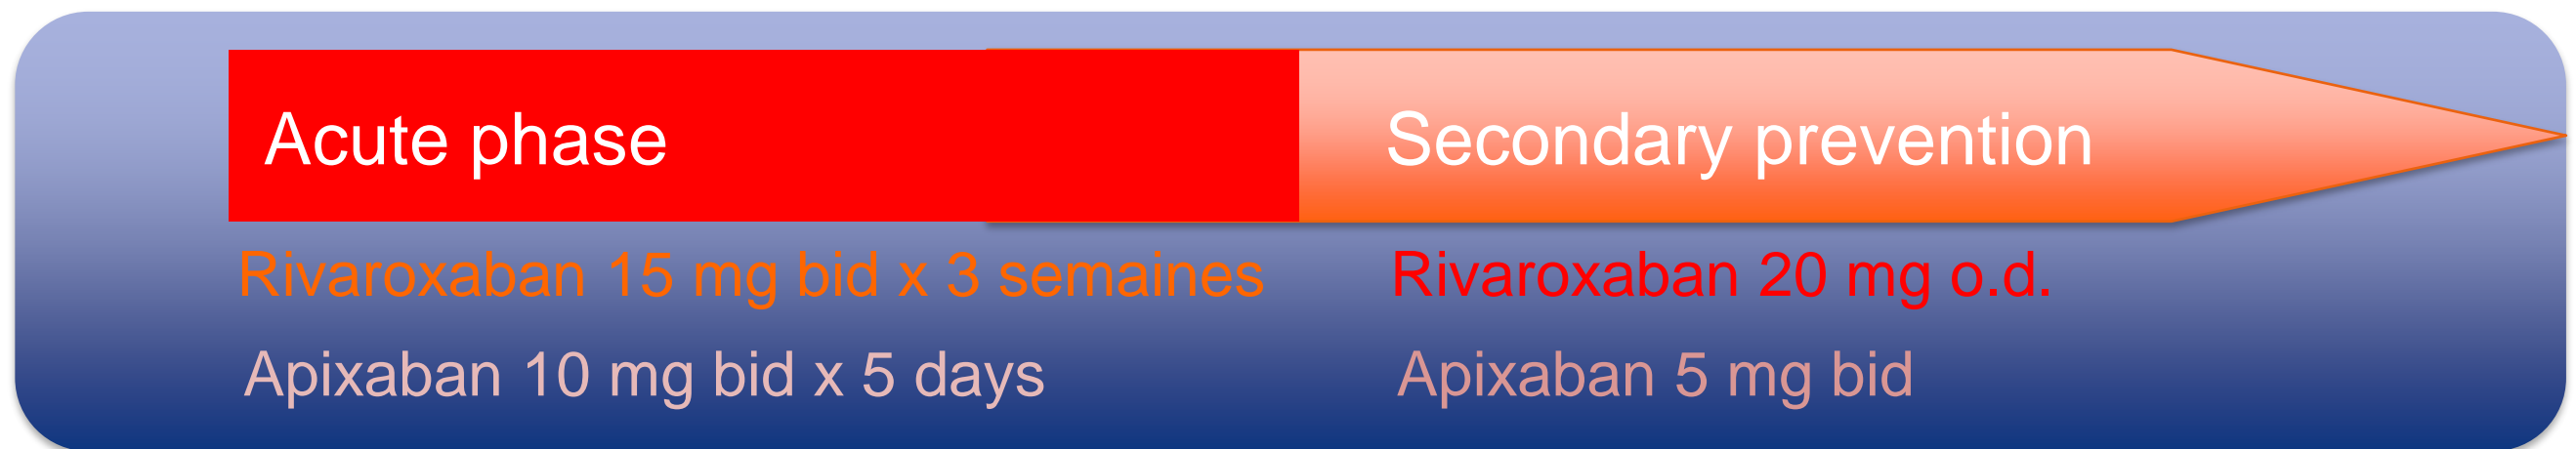 Acute phase
Secondary prevention
Rivaroxaban 15 mg bid x 3 semaines
Rivaroxaban 20 mg o.d.
Apixaban 10 mg bid x 5 days
Apixaban 5 mg bid